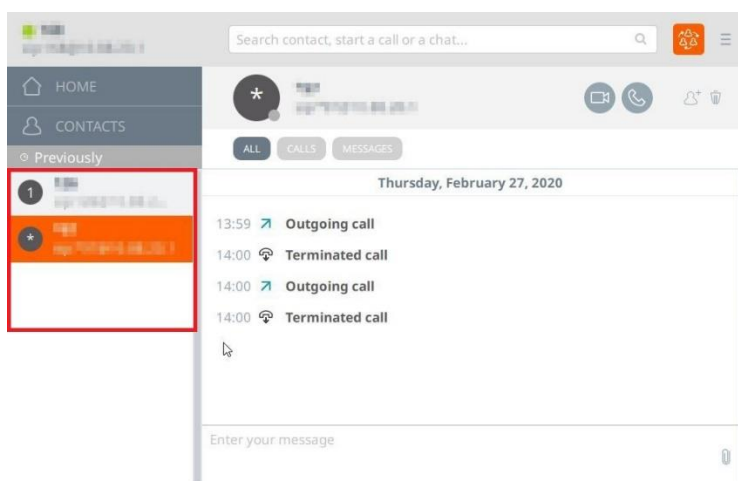 Search contact, start a call or a chat...
HOME
CONTACTS
Previously
1
*
*
ALL CALLS MESSAGES
Thursday, February 27, 2020
13:59 Outgoing call
14:00 Terminated call
14:00 Outgoing call
14:00 Terminated call
Enter your message